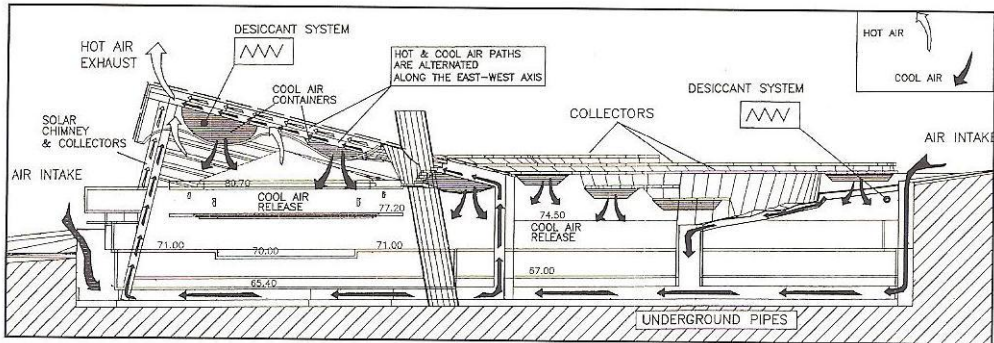 DESICCANT SYSTEM
HOT AIR
EXHAUST
HOT & COOL AIR PATHS
ARE ALTERNATED
ALONG THE EAST-WEST AXIS
HOT AIR
COOL AIR
COOL AIR
CONTAINERS
DESICCANT SYSTEM
SOLAR
CHIMNEY
& COLLECTORS
COLLECTORS
AIR INTAKE
AIR INTAKE
80.70
COOL AIR
RELEASE
77.20
74.50
COOL AIR
RELEASE
71.00
70.00
71.00
67.00
65.40
UNDERGROUND PIPES